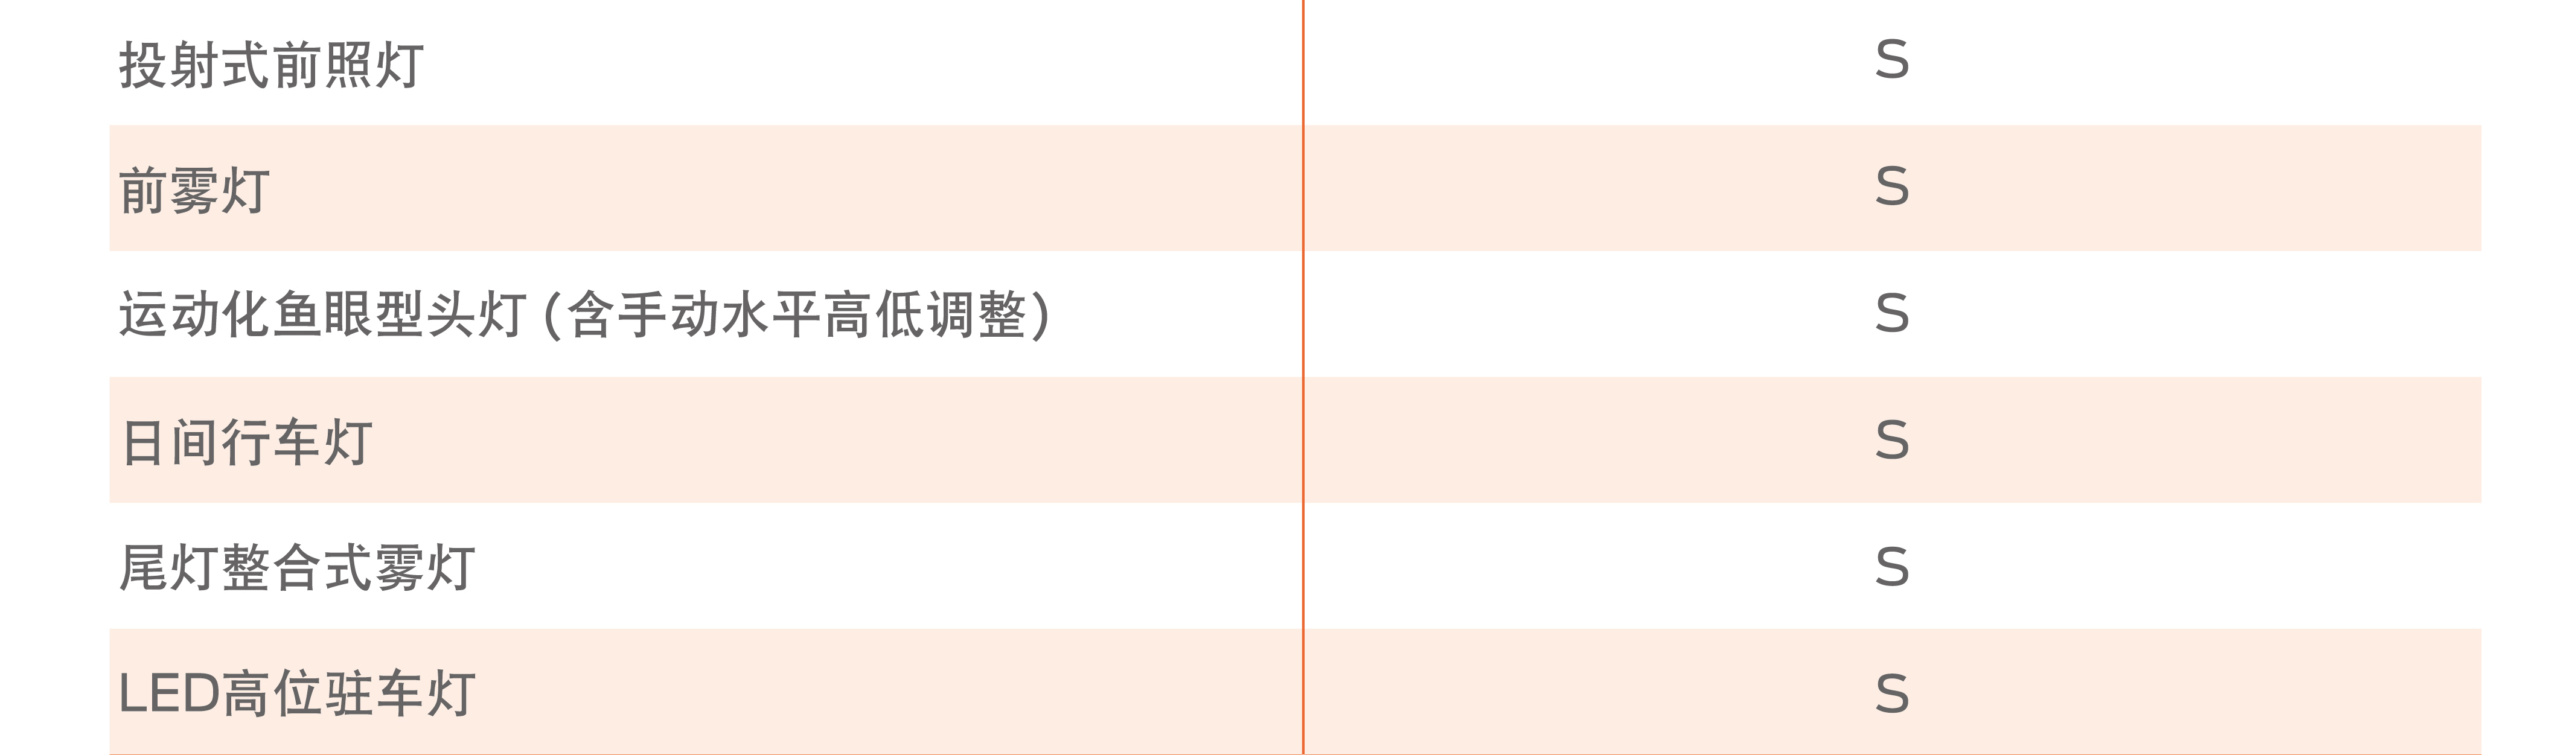 投射式前照灯 S
前雾灯 S
运动化鱼眼型头灯 (含手动水平高低调整) S
日间行车灯 S
尾灯整合式雾灯 S
LED高位驻车灯 S